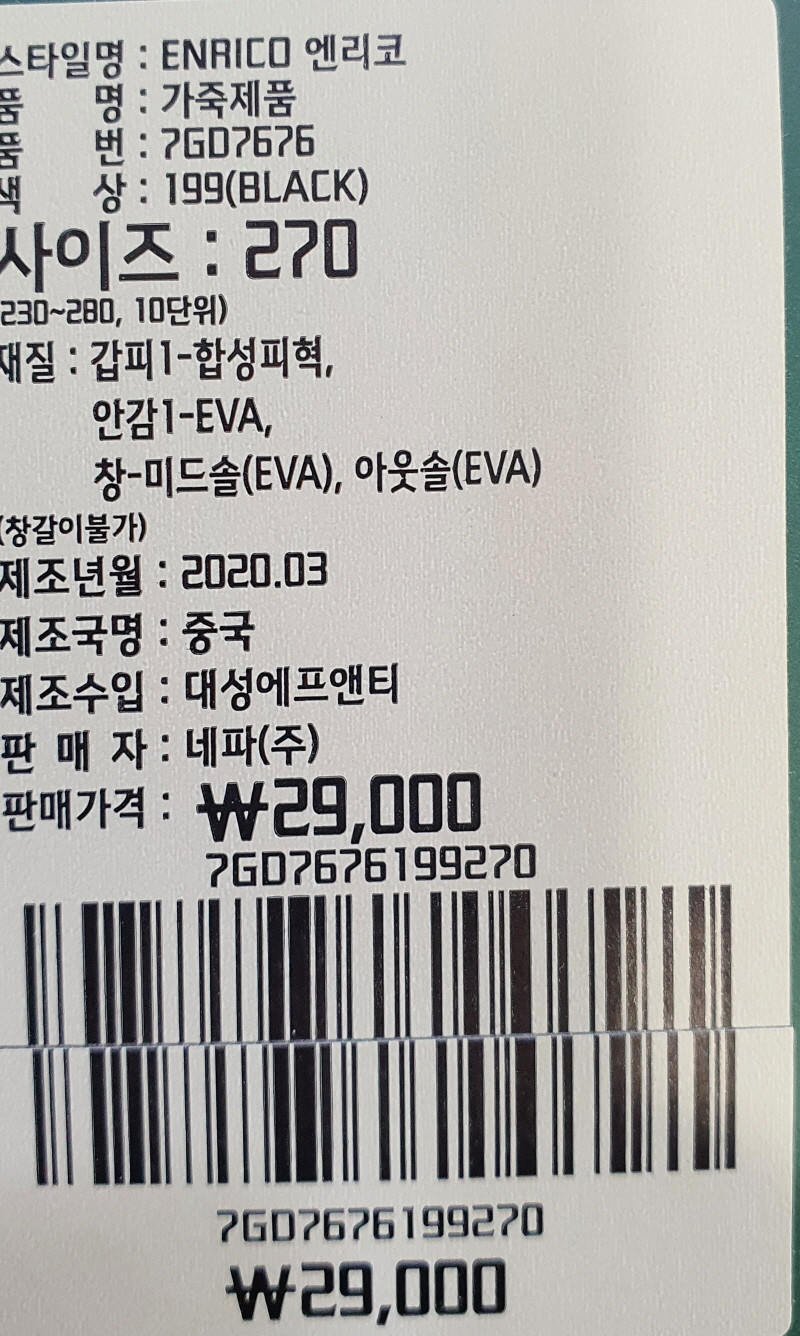 스타일명 : ENRICO 엔리코
품 명 : 가죽제품
품 번 : 7GD7676
색 상 : 199(BLACK)
사이즈 : 270
(230~280, 10단위)
재질 : 갑피1-합성피혁,
안감1-EVA,
창-미드솔(EVA), 아웃솔(EVA)
(창갈이불가)
제조년월 : 2020.03
제조국명 : 중국
제조수입 : 대성에프앤티
판 매 자 : 네파(주)
판매가격 : ₩29,000
7GD7676199270
7GD7676199270
₩29,000